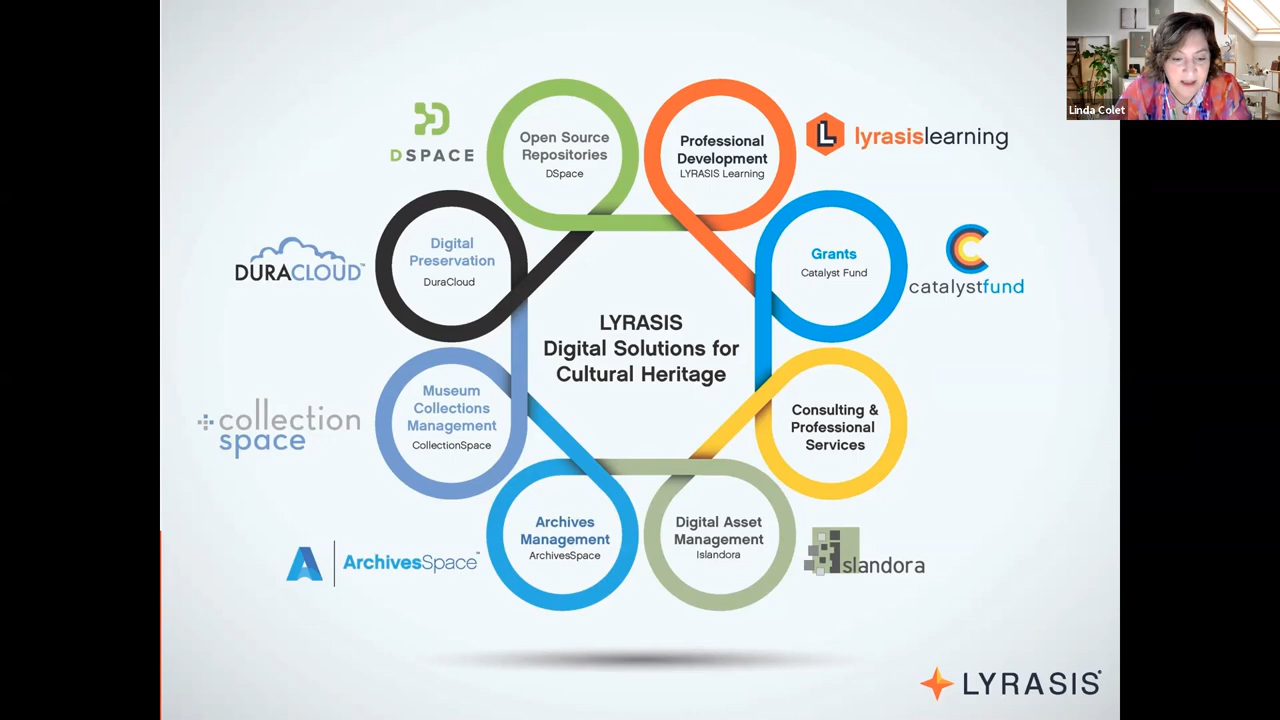 Linda Colet
DSPACE
Open Source
Repositories
DSpace
Professional
Development
LYRASIS Learning
lyrasislearning
DURACLOUD™
Digital
Preservation
DuraCloud
Grants
Catalyst Fund
catalystfund
LYRASIS
Digital Solutions for
Cultural Heritage
collection
space
Museum
Collections
Management
CollectionSpace
Consulting &
Professional
Services
ArchivesSpace™
Archives
Management
ArchivesSpace
Digital Asset
Management
Islandora
islandora
LYRASIS®